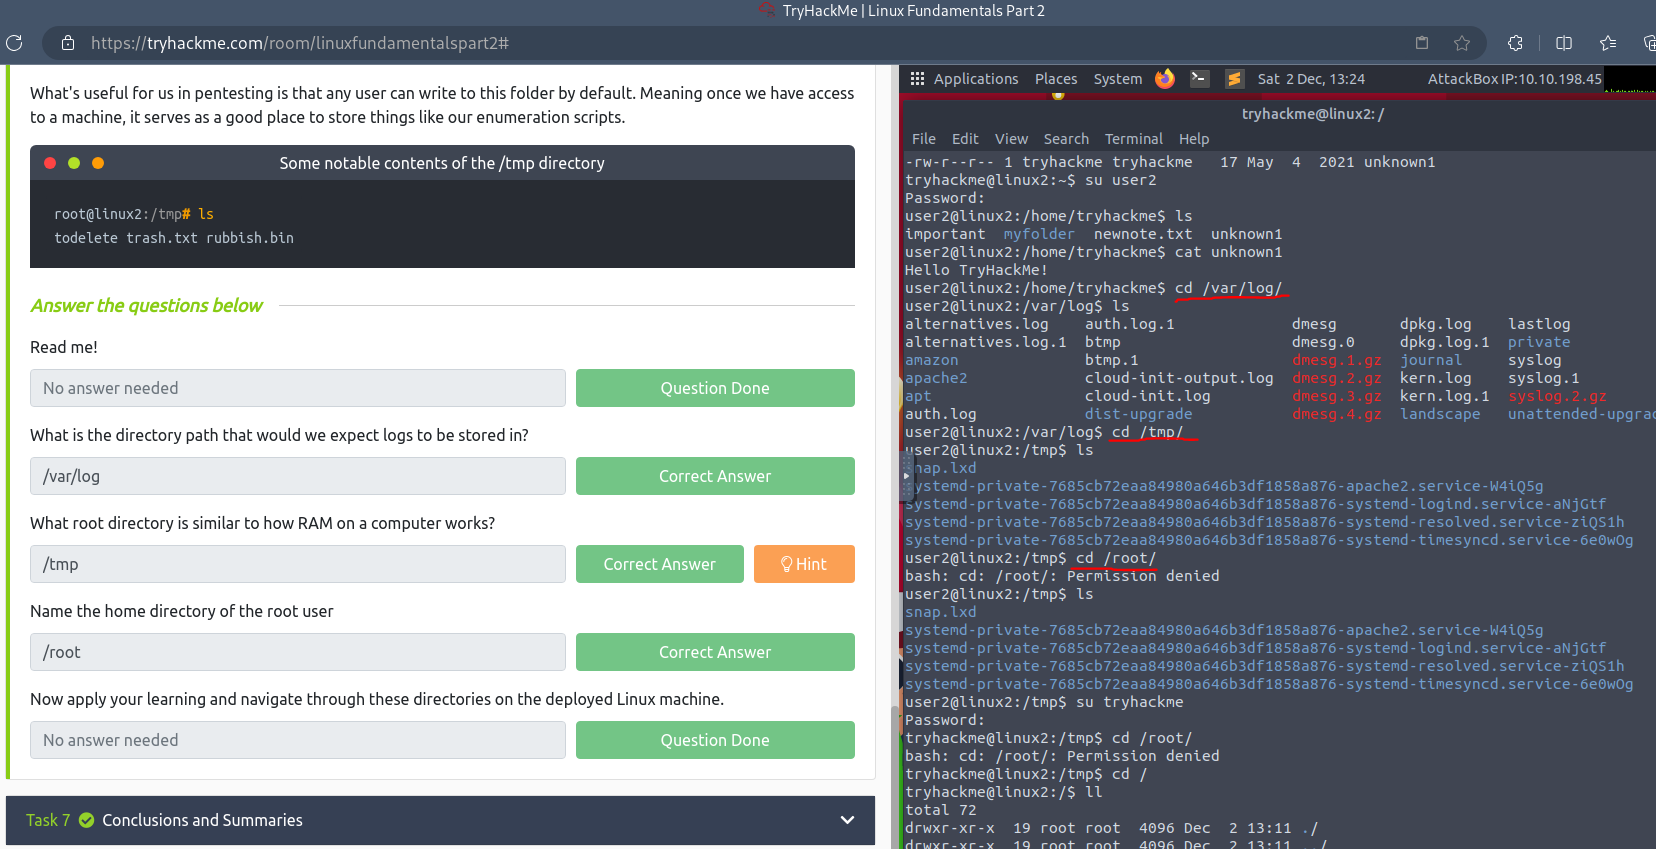 TryHackMe | Linux Fundamentals Part 2
https://tryhackme.com/room/linuxfundamentalspart2#
What's useful for us in pentesting is that any user can write to this folder by default. Meaning once we have access
to a machine, it serves as a good place to store things like our enumeration scripts.
Some notable contents of the /tmp directory
root@linux2:/tmp# ls
todelete trash.txt rubbish.bin
Answer the questions below
Read me!
No answer needed
Question Done
What is the directory path that would we expect logs to be stored in?
/var/log
Correct Answer
What root directory is similar to how RAM on a computer works?
/tmp
Correct Answer
Hint
Name the home directory of the root user
/root
Correct Answer
Now apply your learning and navigate through these directories on the deployed Linux machine.
No answer needed
Question Done
Task 7 Conclusions and Summaries
Applications Places System Sat 2 Dec, 13:24 AttackBox IP:10.10.198.45
tryhackme@linux2: /
File Edit View Search Terminal Help
-rw-r--r-- 1 tryhackme tryhackme   17 May  4  2021 unknown1
tryhackme@linux2:~$ su user2
Password:
user2@linux2:/home/tryhackme$ ls
important  myfolder  newnote.txt  unknown1
user2@linux2:/home/tryhackme$ cat unknown1
Hello TryHackMe!
user2@linux2:/home/tryhackme$ cd /var/log/
user2@linux2:/var/log$ ls
alternatives.log    auth.log.1             dmesg       dpkg.log    lastlog
alternatives.log.1  btmp                   dmesg.0     dpkg.log.1  private
amazon              btmp.1                 dmesg.1.gz  journal     syslog
apache2             cloud-init-output.log  dmesg.2.gz  kern.log    syslog.1
apt                 cloud-init.log         dmesg.3.gz  kern.log.1  syslog.2.gz
auth.log            dist-upgrade           dmesg.4.gz  landscape   unattended-upgra
user2@linux2:/var/log$ cd /tmp/
user2@linux2:/tmp$ ls
snap.lxd
systemd-private-7685cb72eaa84980a646b3df1858a876-apache2.service-W4iQ5g
systemd-private-7685cb72eaa84980a646b3df1858a876-systemd-logind.service-aNjGtf
systemd-private-7685cb72eaa84980a646b3df1858a876-systemd-resolved.service-ziQS1h
systemd-private-7685cb72eaa84980a646b3df1858a876-systemd-timesyncd.service-6e0wOg
user2@linux2:/tmp$ cd /root/
bash: cd: /root/: Permission denied
user2@linux2:/tmp$ ls
snap.lxd
systemd-private-7685cb72eaa84980a646b3df1858a876-apache2.service-W4iQ5g
systemd-private-7685cb72eaa84980a646b3df1858a876-systemd-logind.service-aNjGtf
systemd-private-7685cb72eaa84980a646b3df1858a876-systemd-resolved.service-ziQS1h
systemd-private-7685cb72eaa84980a646b3df1858a876-systemd-timesyncd.service-6e0wOg
user2@linux2:/tmp$ su tryhackme
Password:
tryhackme@linux2:/tmp$ cd /root/
bash: cd: /root/: Permission denied
tryhackme@linux2:/tmp$ cd /
tryhackme@linux2:/$ ll
total 72
drwxr-xr-x  19 root root  4096 Dec  2 13:11 ./
drwxr-xr-x  19 root root  4096 Dec  2 13:11 ../